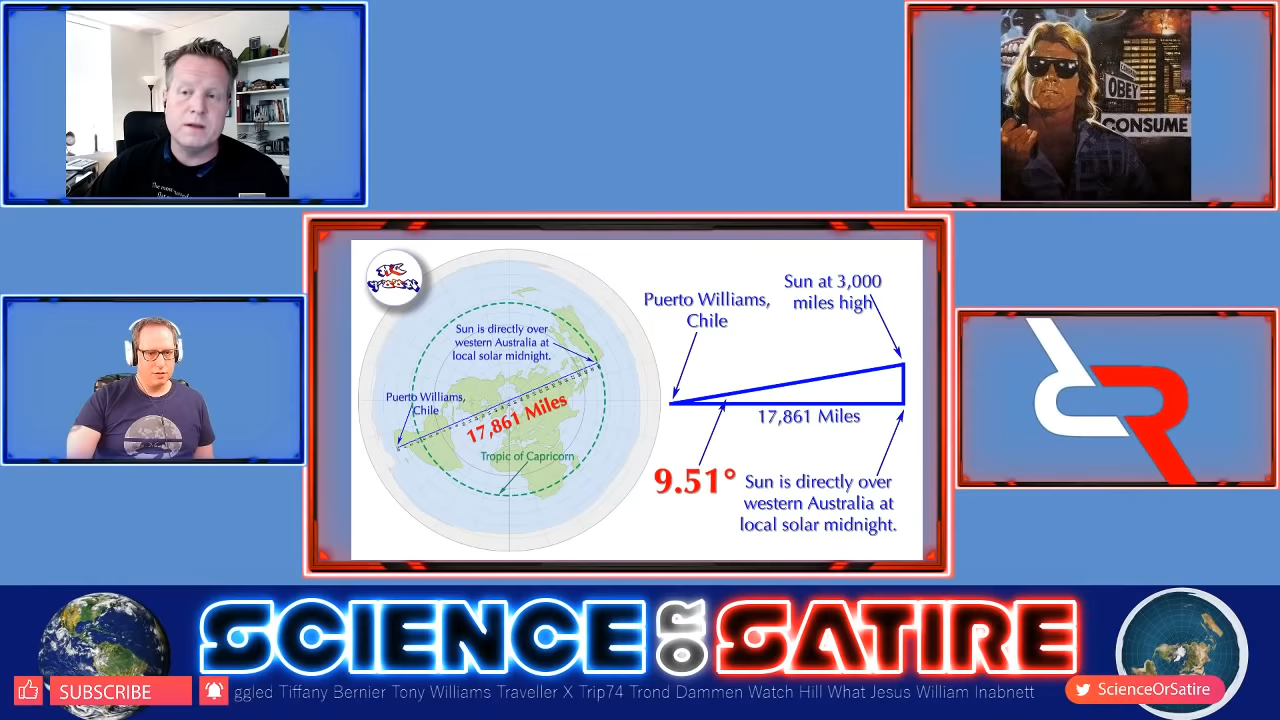 The most
OBEY
CONSUME
Sun is directly over
western Australia at
local solar midnight.
Puerto Williams,
Chile
17,861 Miles
Tropic of Capricorn
Puerto Williams,
Chile
Sun at 3,000
miles high
17,861 Miles
9.51°
Sun is directly over
western Australia at
local solar midnight.
SCIENCE OR SATIRE
SUBSCRIBE
ggled Tiffany Bernier Tony Williams Traveller X Trip74 Trond Dammen Watch Hill What Jesus William Inabnett
ScienceOrSatire